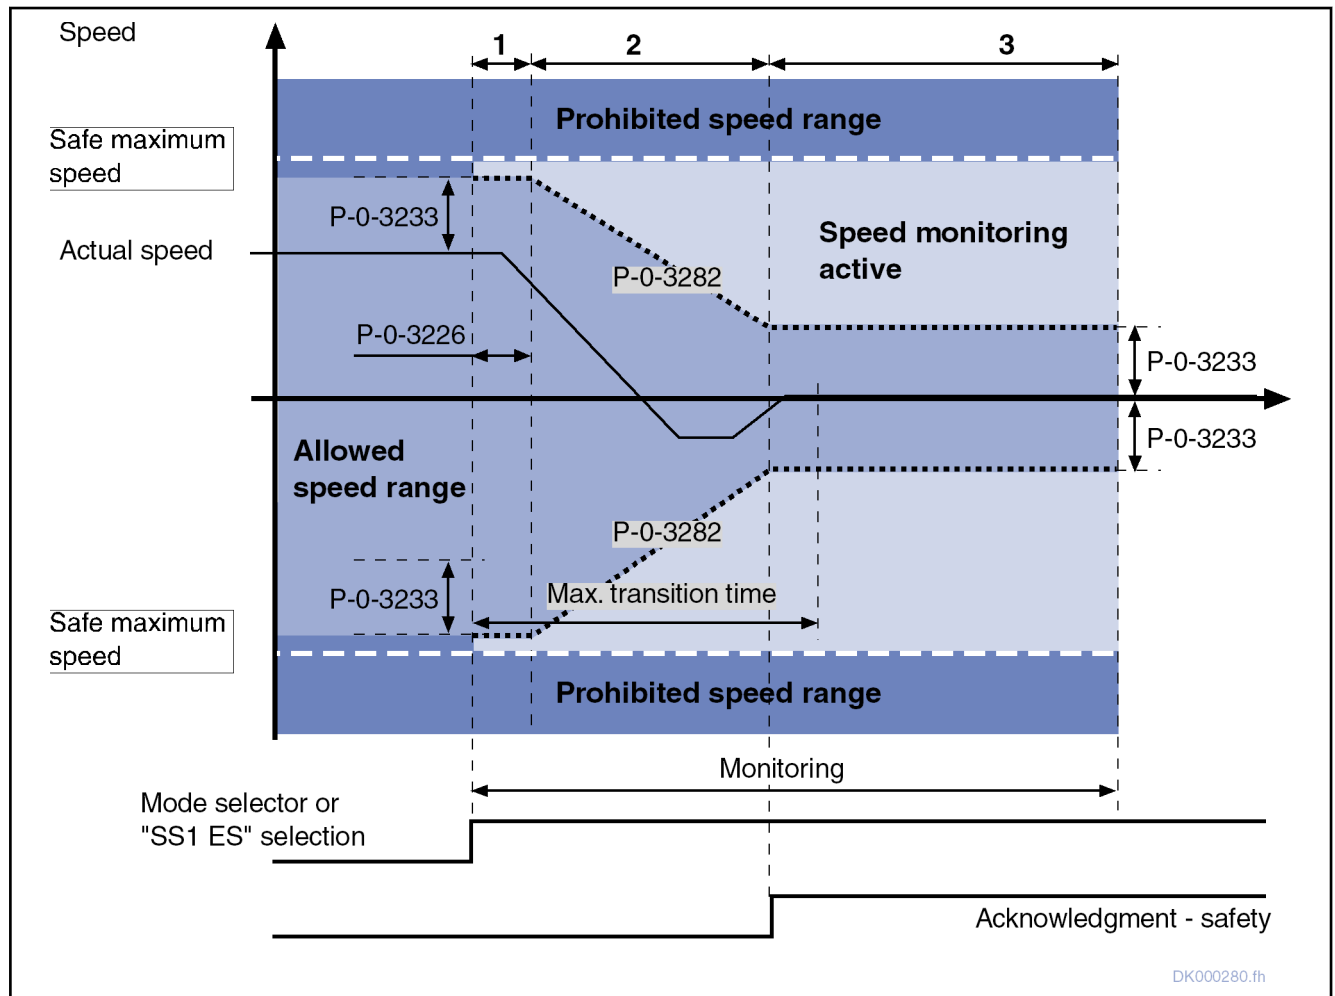 Speed
1
2
3
Prohibited speed range
Safe maximum
speed
P-0-3233
Speed monitoring
active
Actual speed
P-0-3282
P-0-3226
P-0-3233
P-0-3233
Allowed
speed range
P-0-3282
P-0-3233
Max. transition time
Safe maximum
speed
Prohibited speed range
Monitoring
Mode selector or
"SS1 ES" selection
Acknowledgment - safety
DK000280.fh